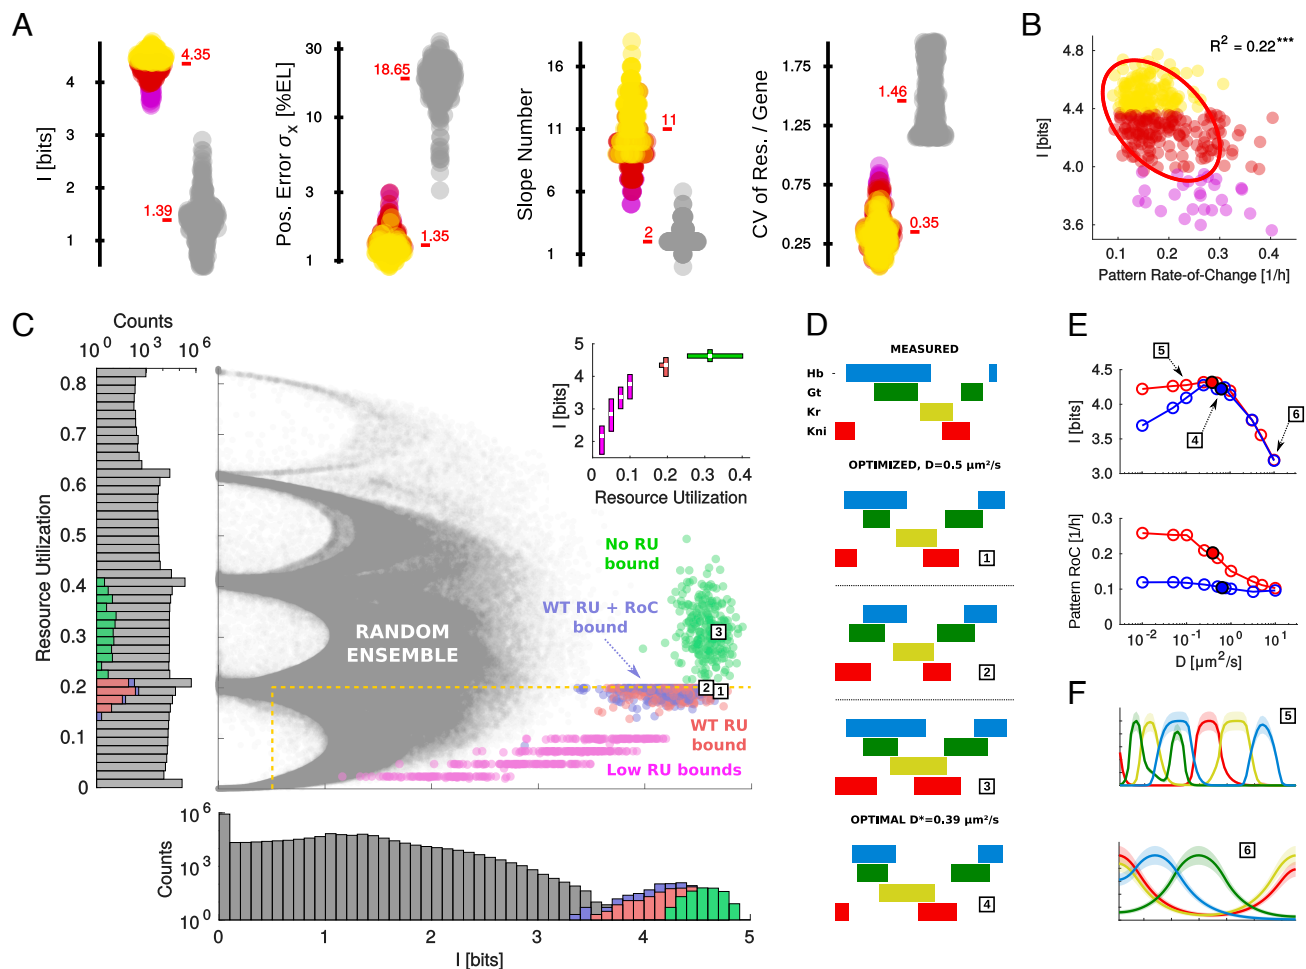 A
I [bits]
4
3
2
1
4.35
1.39
Pos. Error σx [%EL]
30
10
3
1
18.65
1.35
Slope Number
16
11
6
1
11
2
CV of Res. / Gene
1.75
1.25
0.75
0.25
1.46
0.35
B
R² = 0.22***
I [bits]
4.8
4.4
4.0
3.6
0.1 0.2 0.3 0.4
Pattern Rate-of-Change [1/h]
C
Counts
10⁰ 10³ 10⁶
Resource Utilization
0.8
0.7
0.6
0.5
0.4
0.3
0.2
0.1
0
RANDOM
ENSEMBLE
No RU
bound
WT RU + RoC
bound
3
2
1
WT RU
bound
Low RU bounds
I [bits]
5
4
3
2
0 0.1 0.2 0.3 0.4
Resource Utilization
Counts
10⁶
10³
10⁰
0 1 2 3 4 5
I [bits]
D
MEASURED
Hb
Gt
Kr
Kni
OPTIMIZED, D=0.5 µm²/s
1
2
3
OPTIMAL D*=0.39 µm²/s
4
E
I [bits]
4.5
4.0
3.5
3.0
5
4
6
Pattern RoC [1/h]
0.3
0.2
0.1
0
10⁻² 10⁻¹ 10⁰ 10¹
D [µm²/s]
F
5
6